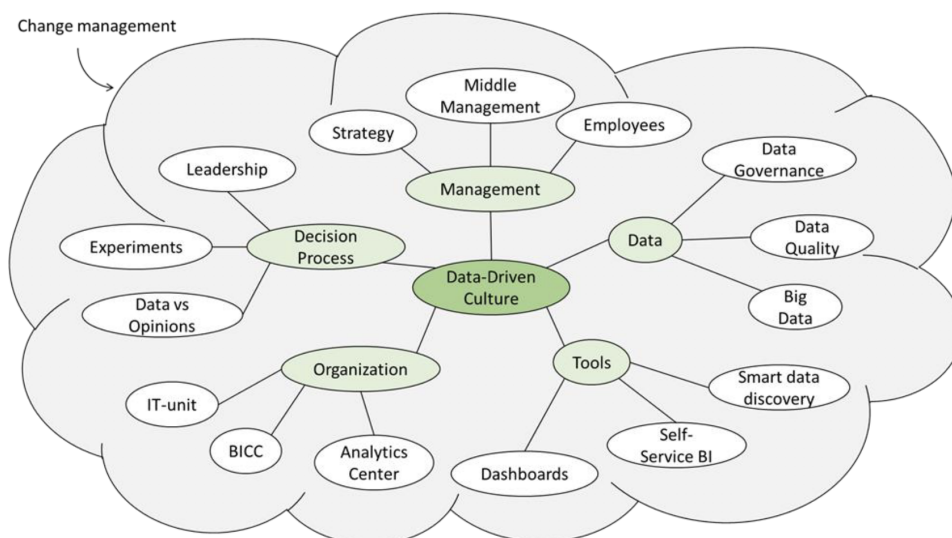 Change management
Middle
Management
Strategy
Employees
Leadership
Management
Data
Governance
Experiments
Decision
Process
Data
Data
Quality
Data-Driven
Culture
Data vs
Opinions
Big
Data
Organization
Tools
Smart data
discovery
IT-unit
BICC
Analytics
Center
Self-
Service BI
Dashboards